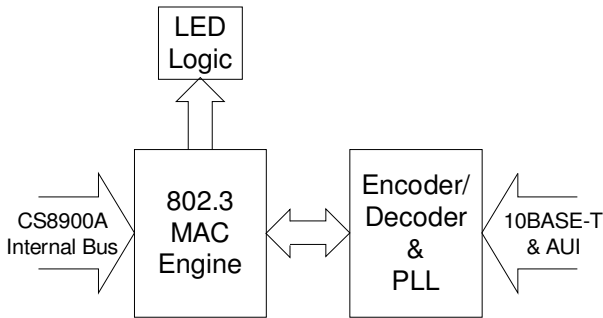 LED
Logic
CS8900A
Internal Bus
802.3
MAC
Engine
Encoder/
Decoder
&
PLL
10BASE-T
& AUI